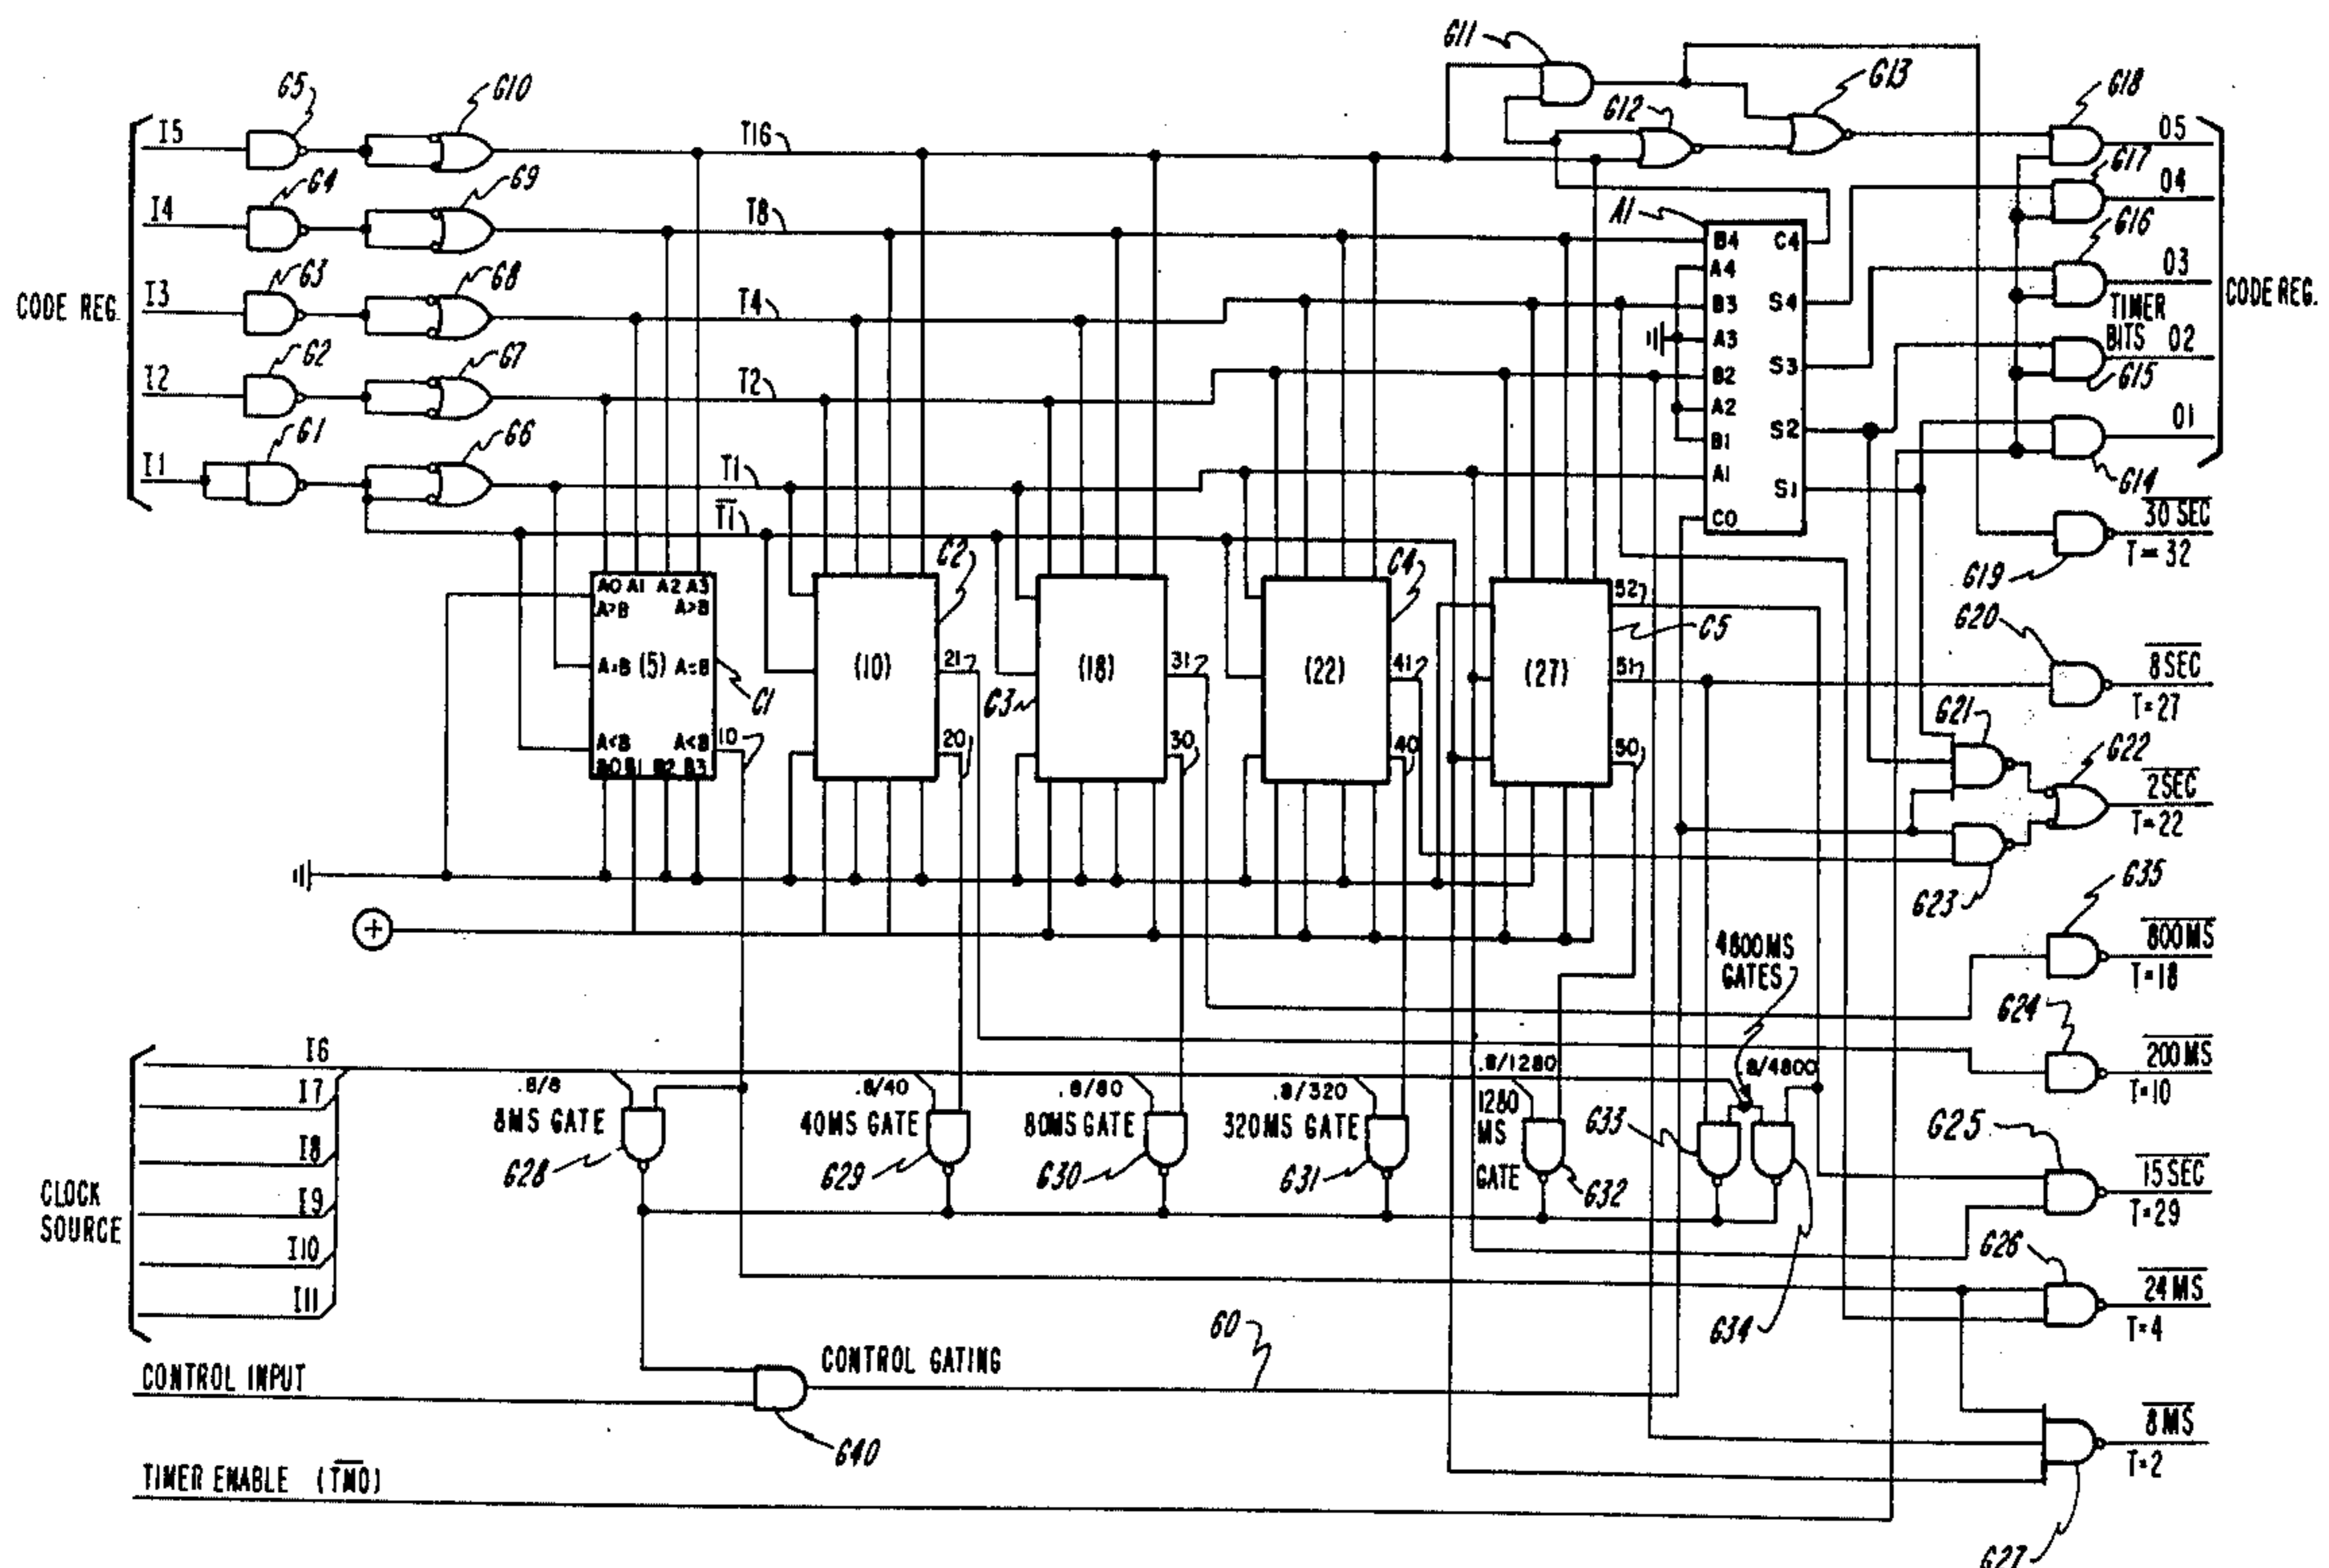 G11
G13
G5
G10
G12
G18
I5
T16
05
G4
G9
G17
04
I4
T8
A1
G16
B4 C4
G3
G8
A4
03
CODE REG.
I3
T4
B3 S4
TIMER
BITS
CODE REG.
A3
G2
G7
S3
02
I2
T2
B2
G15
A2
G1
G6
S2
01
B1
I1
T1
A1
S1
G14
T1
C0
30 SEC
T=32
C2
C4
G19
A0 A1 A2 A3
A>B A>B
52
C5
G20
A=B (5) A=B
(10)
21
(18)
31
(22)
41
(27)
51
8 SEC
T=27
C1
C3
G21
G22
A<B A<B
10
20
30
40
50
2 SEC
T=22
B0 B1 B2 B3
G23
G35
+
4800MS
GATES
800MS
T=18
G24
I6
.8/8
.8/40
.8/80
.8/320
.8/1280
8/4800
200MS
T=10
I7
8MS GATE
40MS GATE
80MS GATE
320MS GATE
1280
MS
GATE
G33
G25
I8
G28
G29
G30
G31
G32
15 SEC
T=29
CLOCK
SOURCE
I9
I10
G26
I11
24 MS
T=4
G34
60
CONTROL INPUT
CONTROL GATING
8MS
T=2
G40
TIMER ENABLE (TMO)
G27